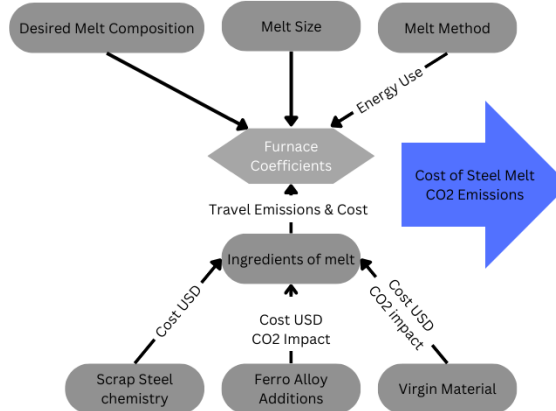 Desired Melt Composition
Melt Size
Melt Method
Energy Use
Furnace
Coefficients
Cost of Steel Melt
CO2 Emissions
Travel Emissions & Cost
Ingredients of melt
Cost USD
Cost USD
CO2 Impact
Cost USD
CO2 impact
Scrap Steel
chemistry
Ferro Alloy
Additions
Virgin Material